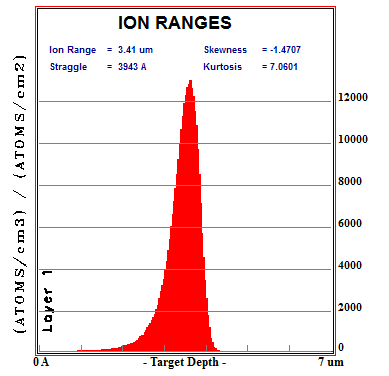 ION RANGES
Ion Range = 3.41 um Skewness = -1.4707
Straggle = 3943 A Kurtosis = 7.0601
(ATOMS/cm3) / (ATOMS/cm2)
12000
10000
8000
6000
4000
2000
0
Layer 1
0 A - Target Depth - 7 um